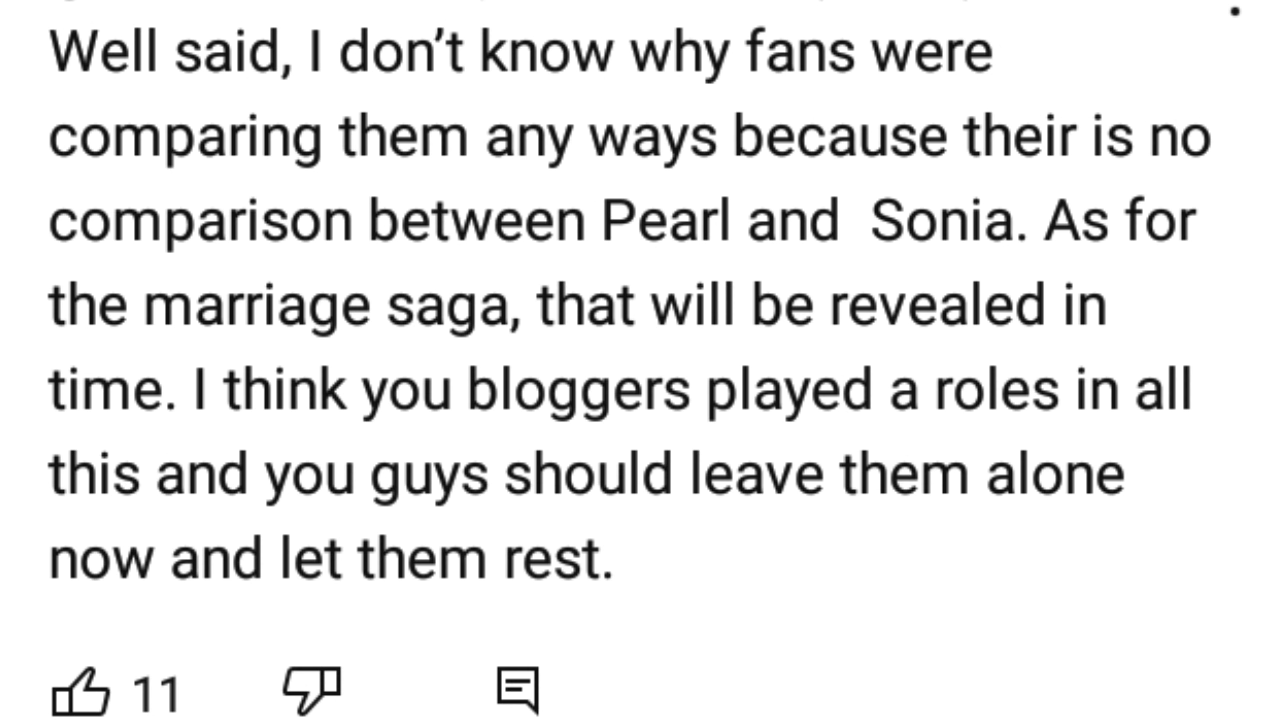 Well said, I don’t know why fans were
comparing them any ways because their is no
comparison between Pearl and  Sonia. As for
the marriage saga, that will be revealed in
time. I think you bloggers played a roles in all
this and you guys should leave them alone
now and let them rest.
11